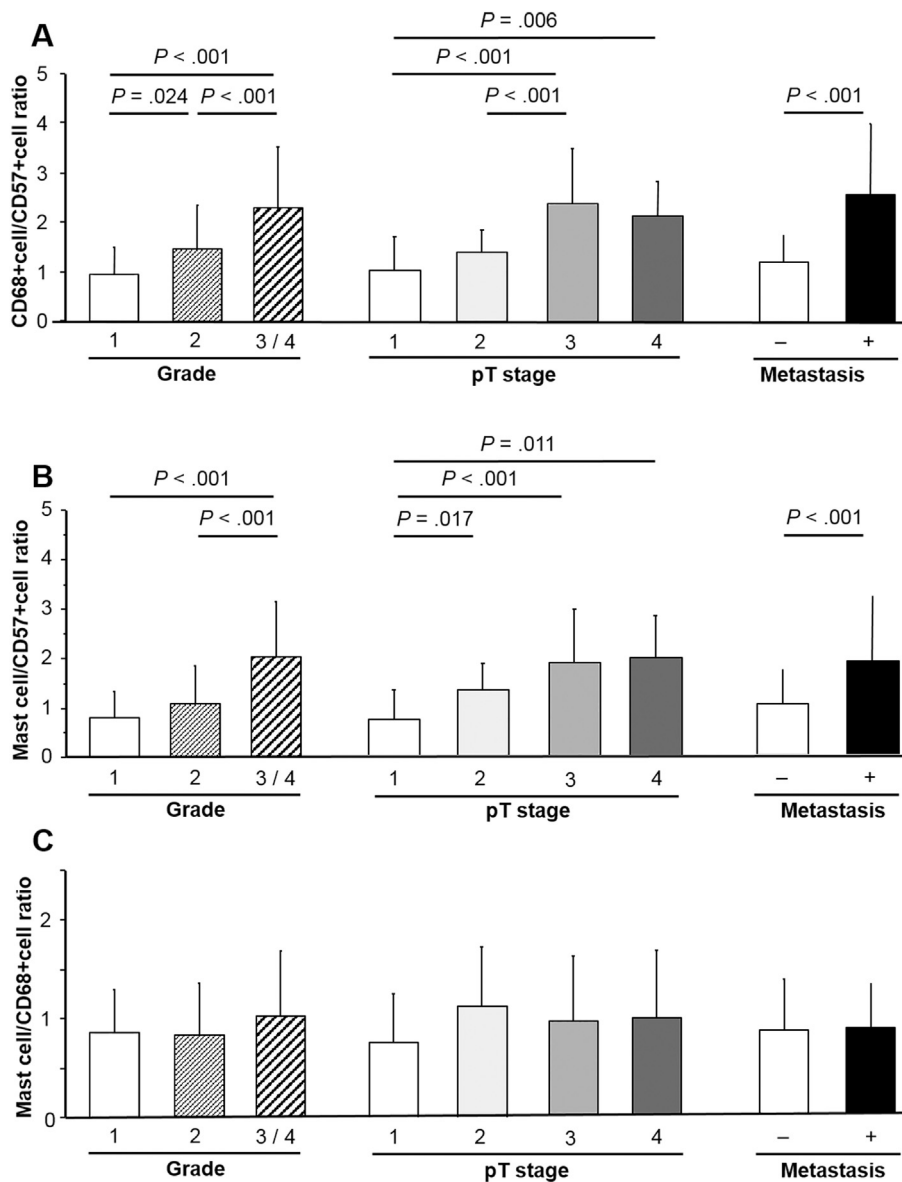 A
P = .006
P < .001
P < .001
P = .024
P < .001
P < .001
P < .001
CD68+cell/CD57+cell ratio
5
4
3
2
1
0
1 2 3 / 4
1 2 3 4
– +
Grade
pT stage
Metastasis
B
P = .011
P < .001
P < .001
P < .001
P = .017
P < .001
Mast cell/CD57+cell ratio
5
4
3
2
1
0
1 2 3 / 4
1 2 3 4
– +
Grade
pT stage
Metastasis
C
Mast cell/CD68+cell ratio
2
1
0
1 2 3 / 4
1 2 3 4
– +
Grade
pT stage
Metastasis